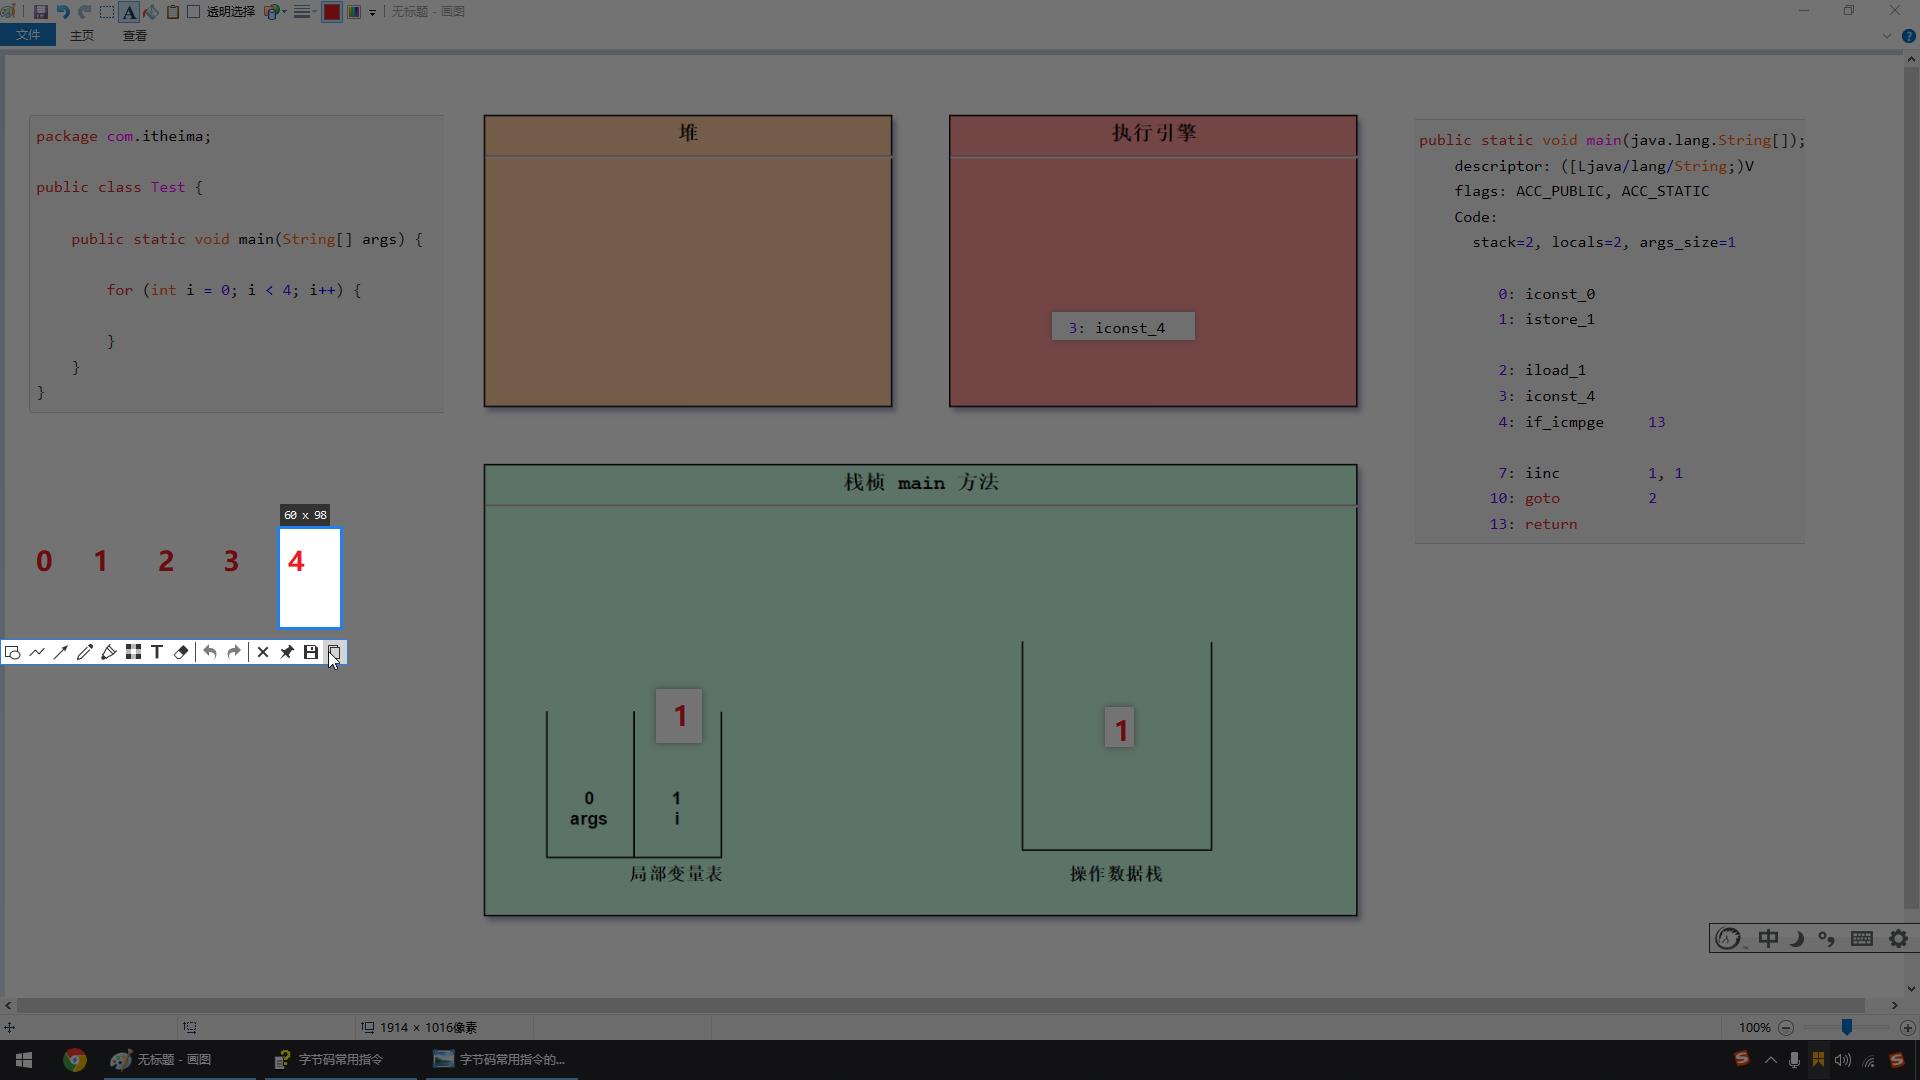 透明选择
无标题 - 画图
文件 主页 查看
package com.itheima;
public class Test {
public static void main(String[] args) {
for (int i = 0; i < 4; i++) {
}
}
}
堆
执行引擎
3: iconst_4
public static void main(java.lang.String[]);
descriptor: ([Ljava/lang/String;)V
flags: ACC_PUBLIC, ACC_STATIC
Code:
stack=2, locals=2, args_size=1
0: iconst_0
1: istore_1
2: iload_1
3: iconst_4
4: if_icmpge 13
7: iinc 1, 1
10: goto 2
13: return
60 x 98
0 1 2 3 4
栈桢 main 方法
1
1
0
args
1
i
局部变量表
操作数据栈
中
1914 × 1016像素
100%
无标题 - 画图
字节码常用指令
字节码常用指令的...